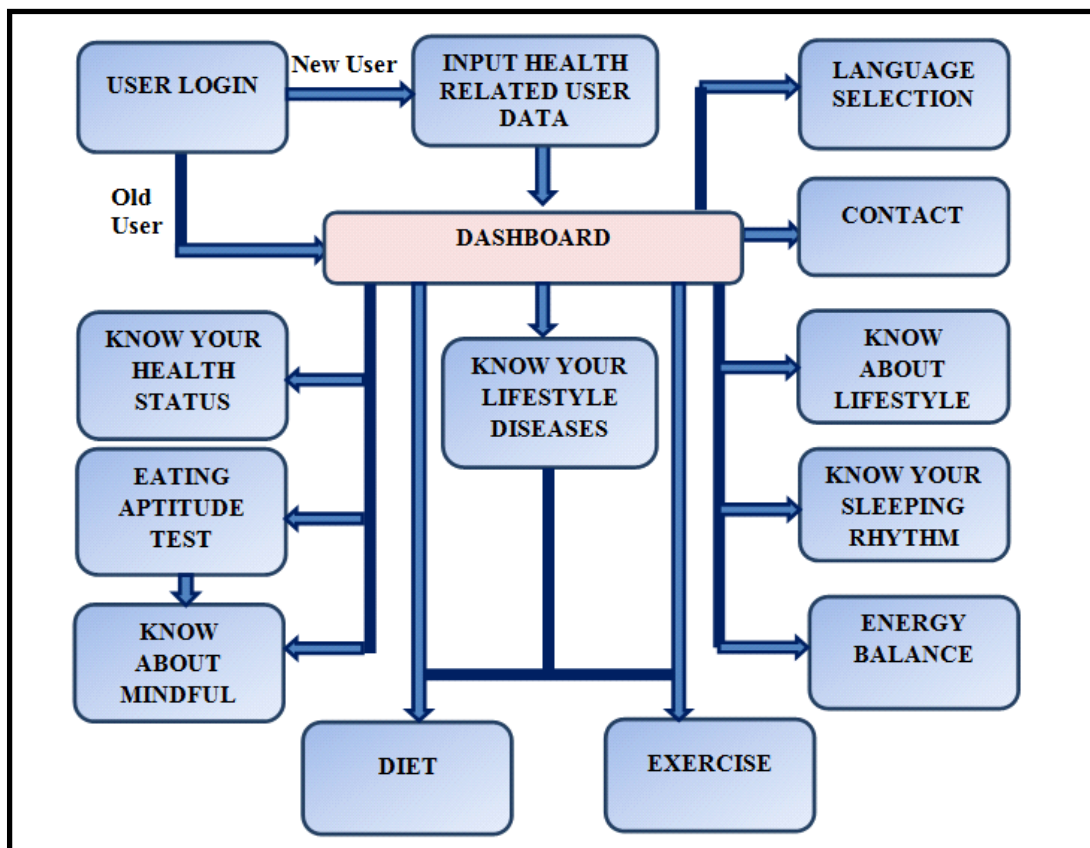 USER LOGIN
New User
INPUT HEALTH
RELATED USER
DATA
LANGUAGE
SELECTION
Old
User
DASHBOARD
CONTACT
KNOW YOUR
HEALTH
STATUS
KNOW YOUR
LIFESTYLE
DISEASES
KNOW
ABOUT
LIFESTYLE
EATING
APTITUDE
TEST
KNOW YOUR
SLEEPING
RHYTHM
KNOW
ABOUT
MINDFUL
ENERGY
BALANCE
DIET
EXERCISE